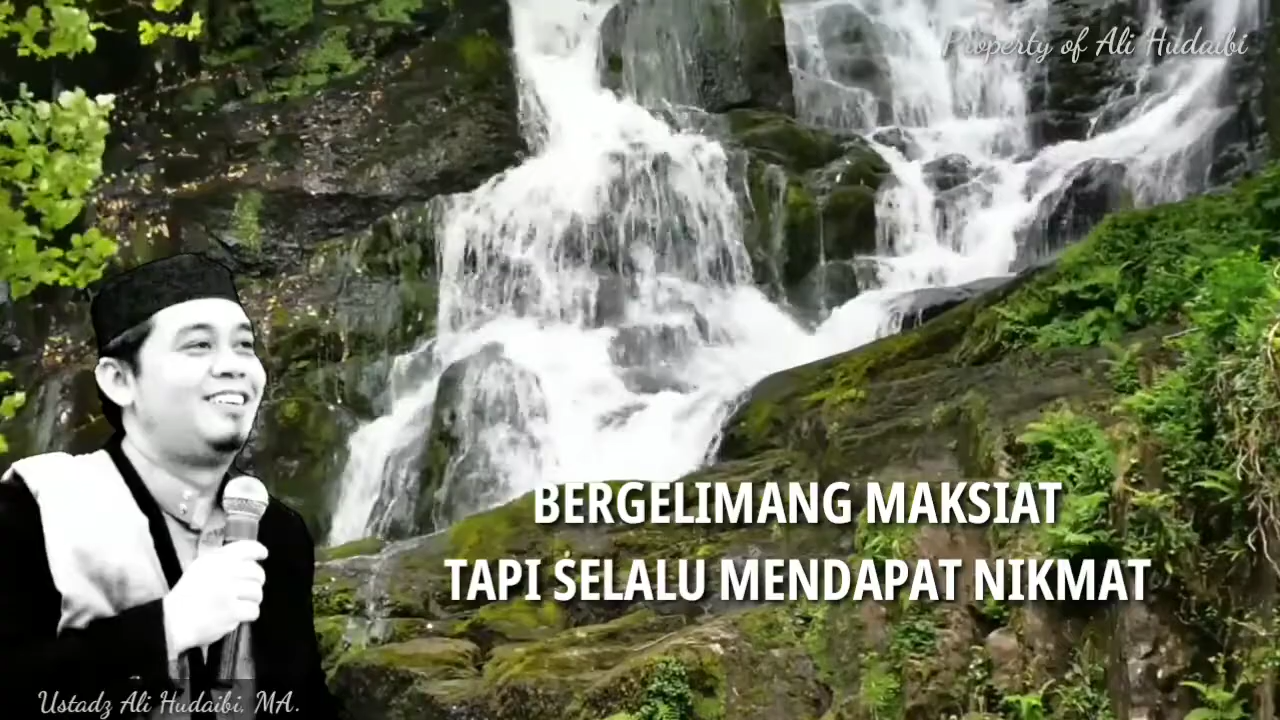 Property of Ali Hudaibi
BERGELIMANG MAKSIAT
TAPI SELALU MENDAPAT NIKMAT
Ustadz Ali Hudaibi, MA.